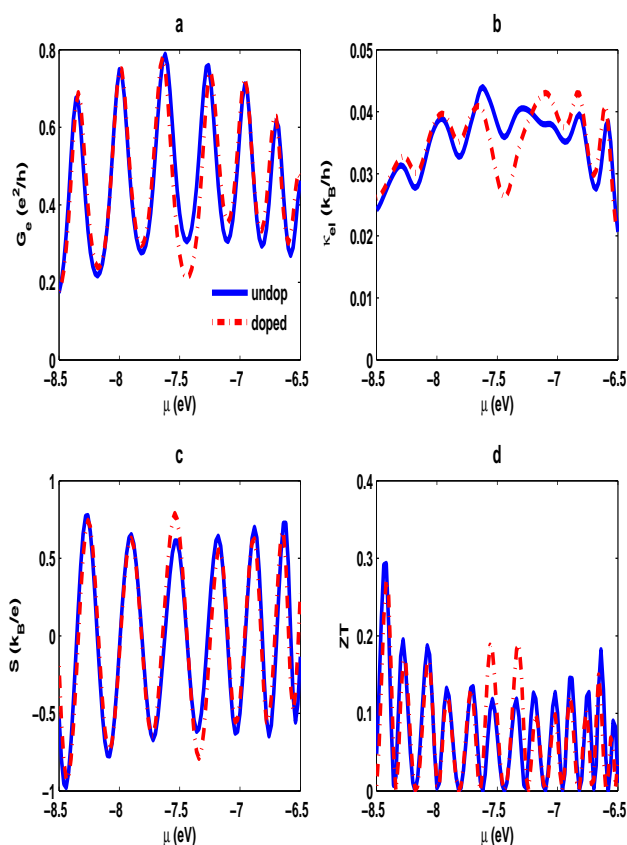 a
0.8
0.6
0.4
0.2
0
G_e (e^2/h)
undop
doped
−8.5 −8 −7.5 −7 −6.5
μ (eV)
b
0.05
0.04
0.03
0.02
0.01
0
κ_el (k_B/h)
−8.5 −8 −7.5 −7 −6.5
μ (eV)
c
1
0.5
0
−0.5
−1
S (k_B/e)
−8.5 −8 −7.5 −7 −6.5
μ (eV)
d
0.4
0.3
0.2
0.1
0
ZT
−8.5 −8 −7.5 −7 −6.5
μ (eV)